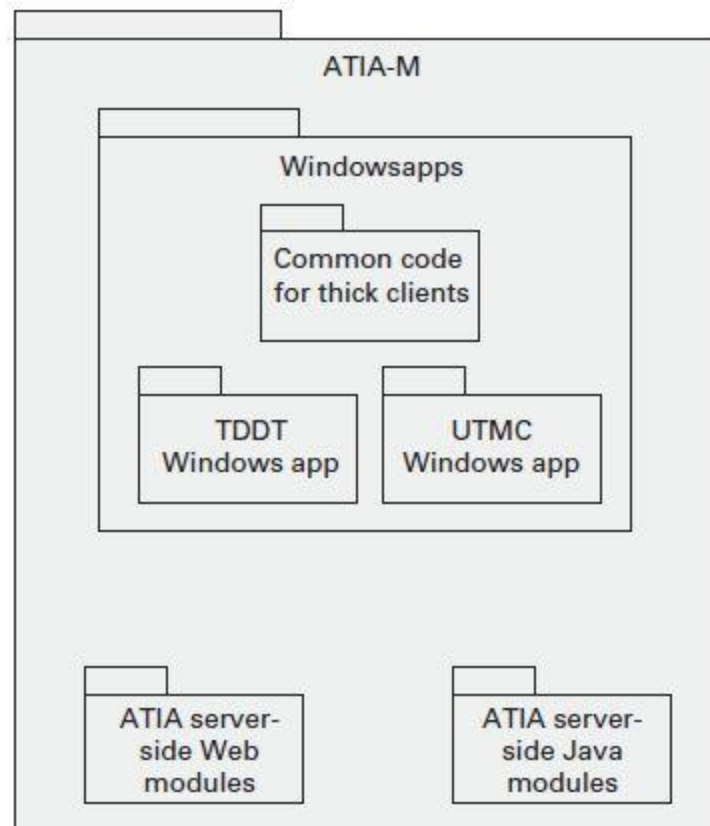 ATIA-M
Windowsapps
Common code
for thick clients
TDDT
Windows app
UTMC
Windows app
ATIA server-
side Web
modules
ATIA server-
side Java
modules